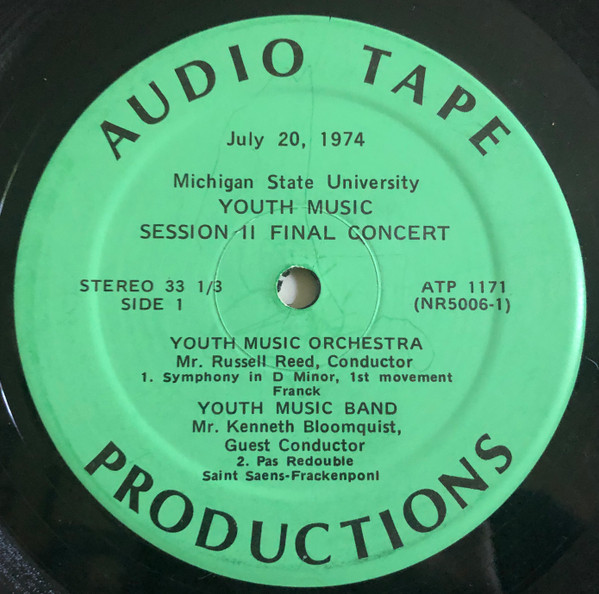 AUDIO TAPE
July 20, 1974
Michigan State University
YOUTH MUSIC
SESSION II FINAL CONCERT
STEREO 33 1/3
SIDE 1
ATP 1171
(NR5006-1)
YOUTH MUSIC ORCHESTRA
Mr. Russell Reed, Conductor
1. Symphony in D Minor, 1st movement
Franck
YOUTH MUSIC BAND
Mr. Kenneth Bloomquist,
Guest Conductor
2. Pas Redouble
Saint Saens-Frackenponl
PRODUCTIONS